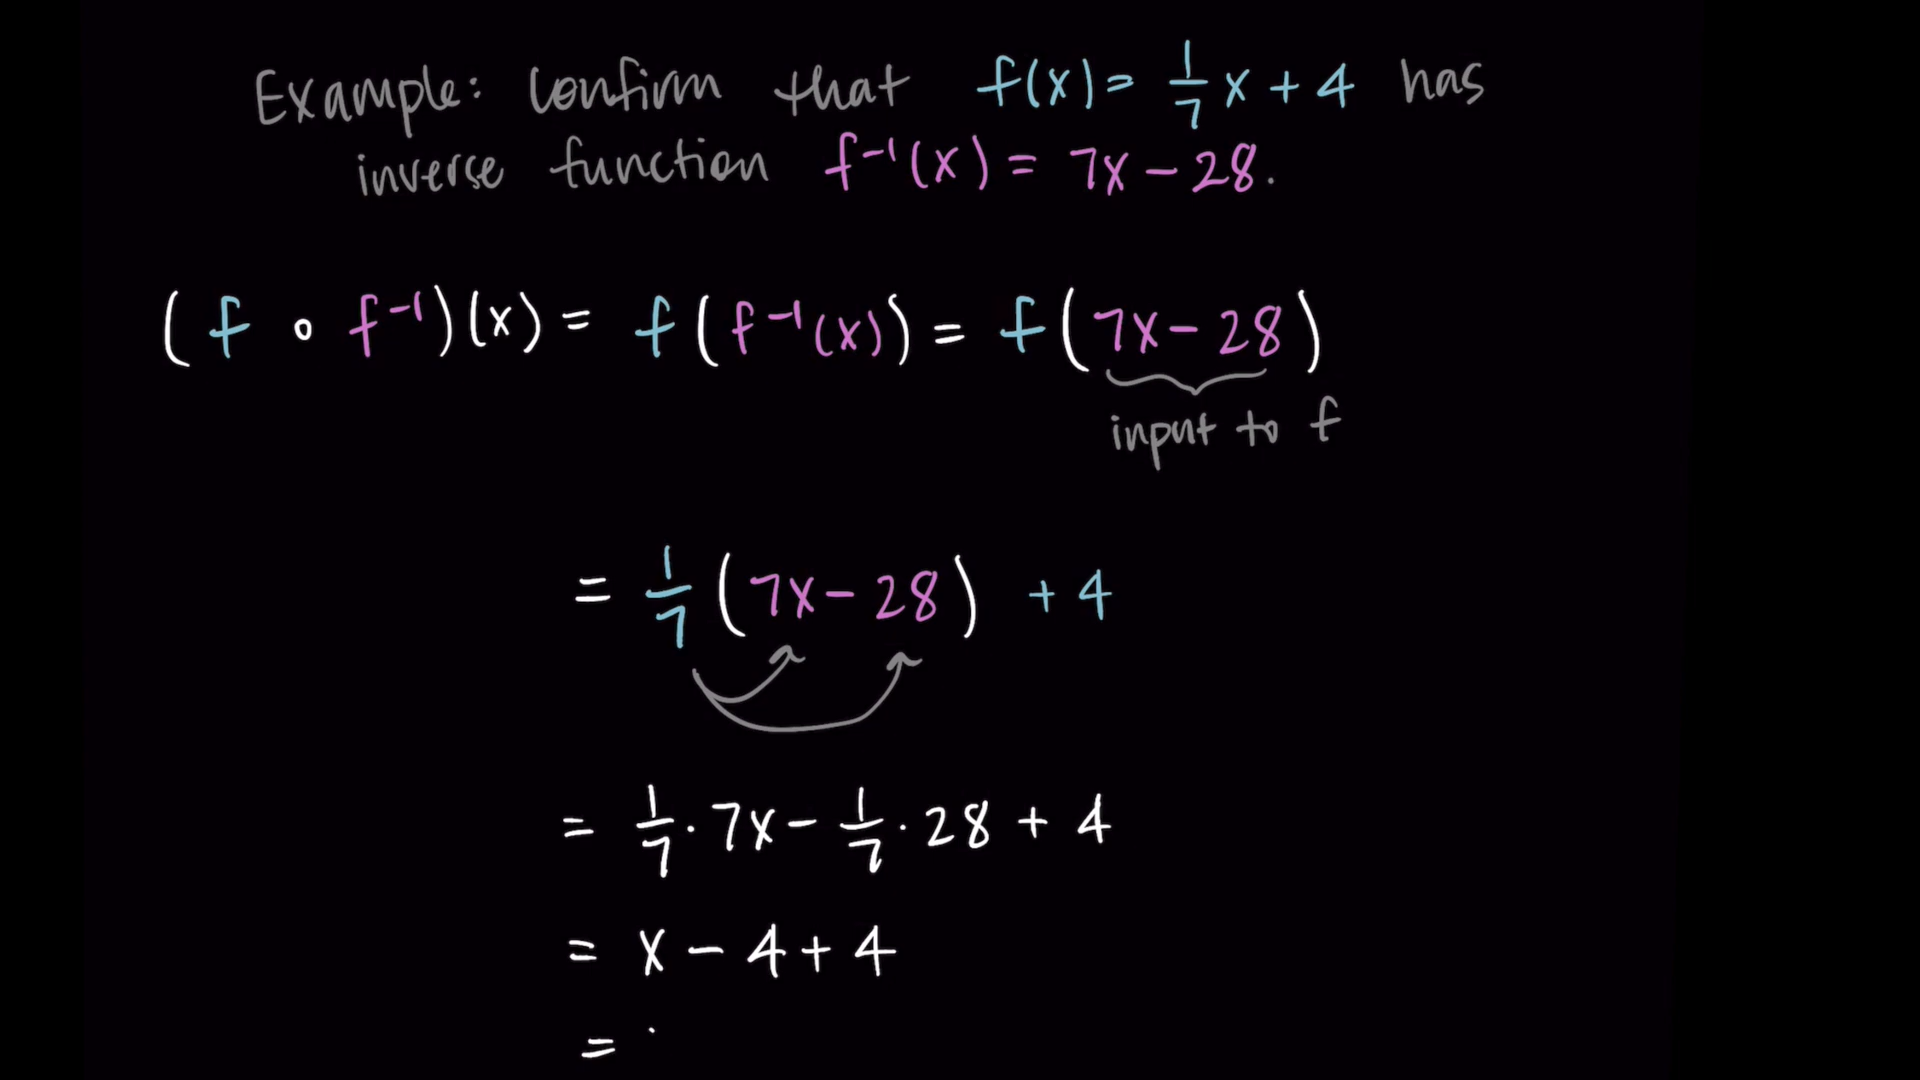 Example: confirm that f(x) = 1/7 x + 4 has
inverse function f⁻¹(x) = 7x − 28.
(f ∘ f⁻¹)(x) = f(f⁻¹(x)) = f(7x − 28)
input to f
= 1/7 (7x − 28) + 4
= 1/7 · 7x − 1/7 · 28 + 4
= x − 4 + 4
=